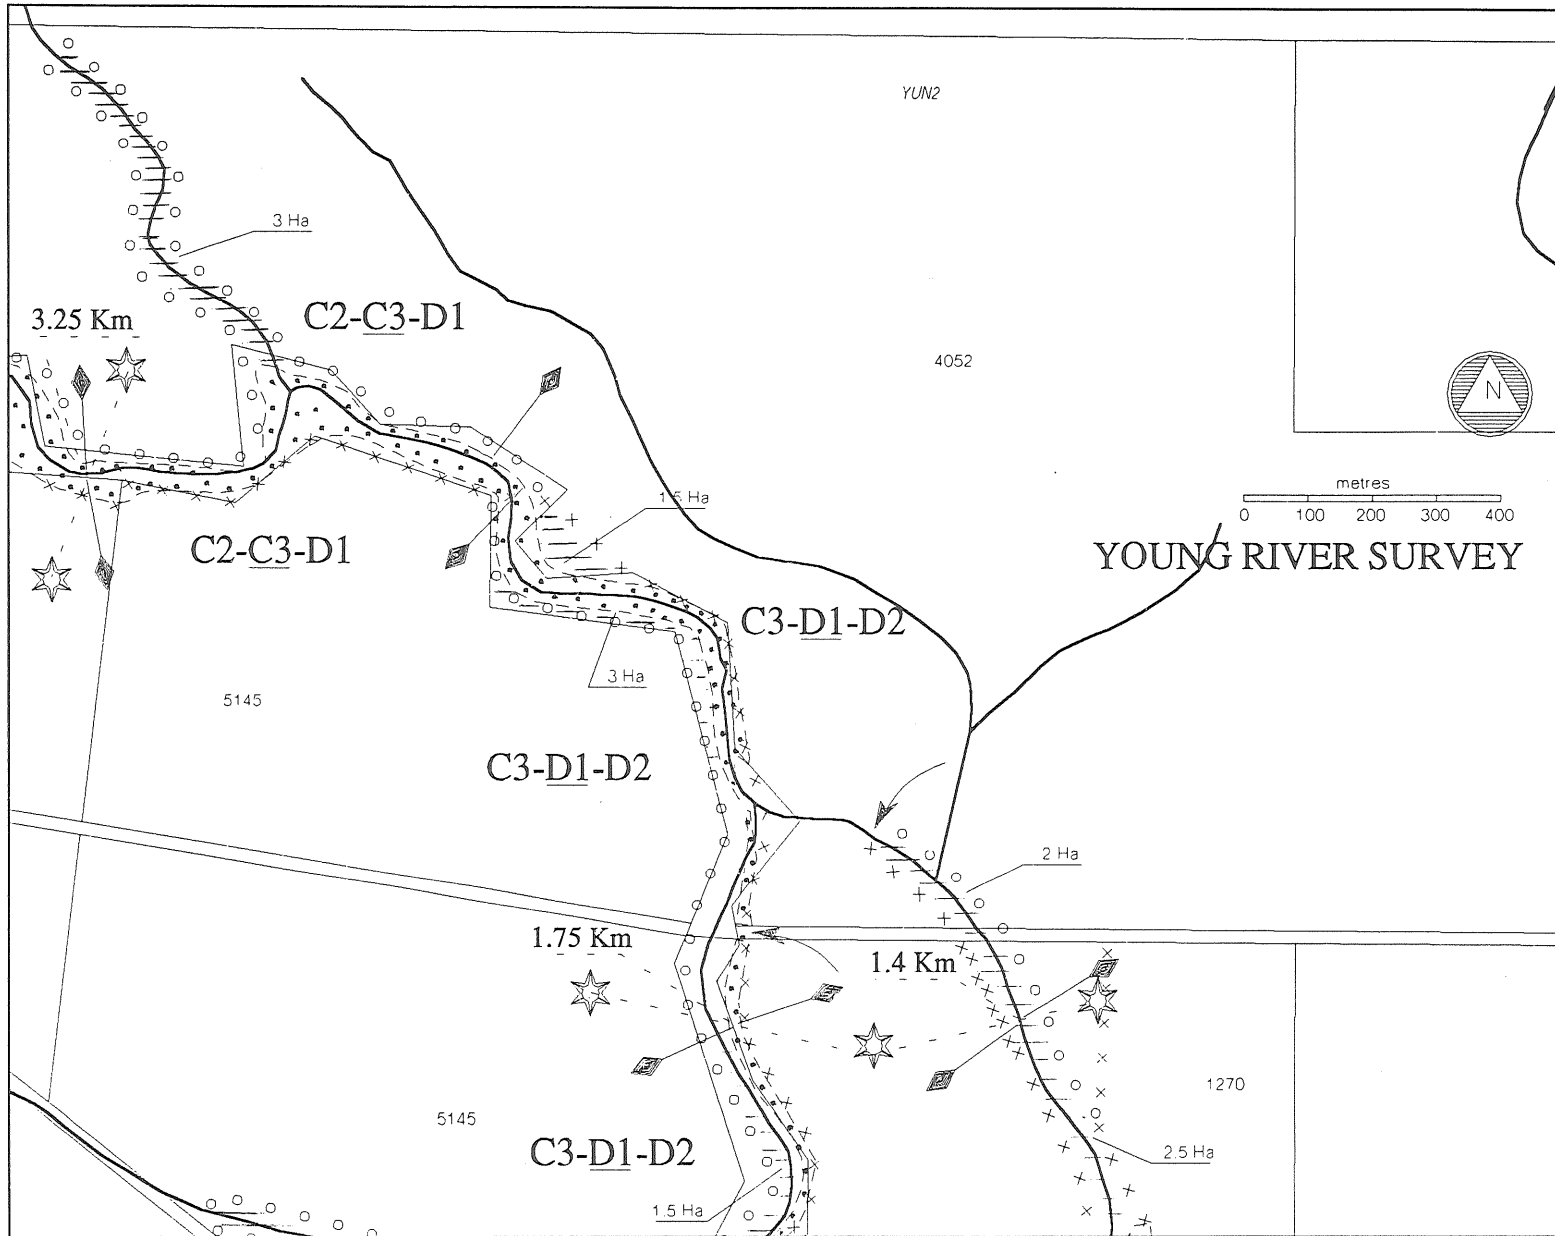 YUN2
3 Ha
C2-C3-D1
3.25 Km
4052
N
1.5 Ha
metres
0 100 200 300 400
YOUNG RIVER SURVEY
C2-C3-D1
C3-D1-D2
3 Ha
5145
C3-D1-D2
2 Ha
1.75 Km
1.4 Km
1270
5145
C3-D1-D2
2.5 Ha
1.5 Ha